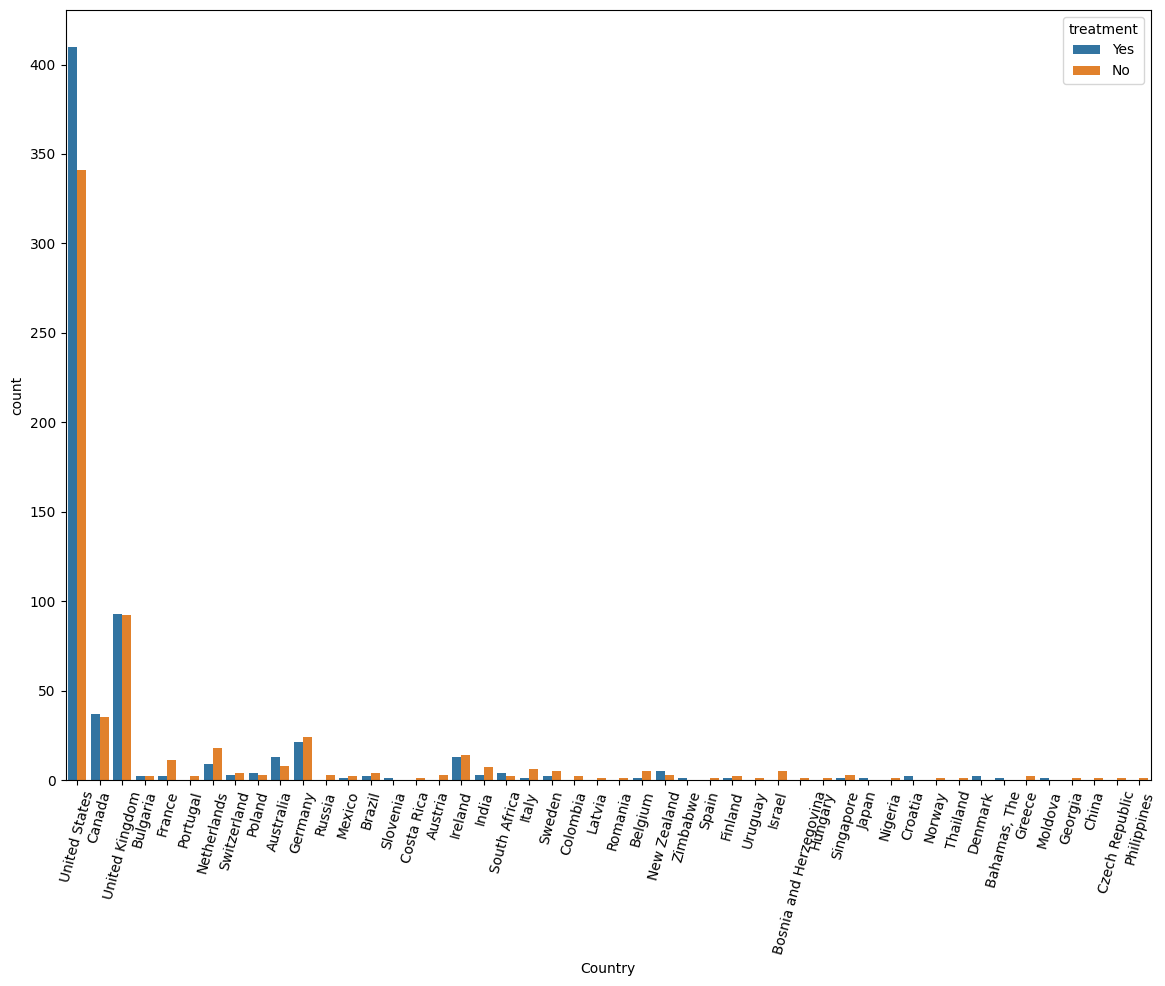 treatment
Yes
No
400
350
300
250
200
150
100
50
0
count
United States
Canada
United Kingdom
Bulgaria
France
Portugal
Netherlands
Switzerland
Poland
Australia
Germany
Russia
Mexico
Brazil
Slovenia
Costa Rica
Austria
Ireland
India
South Africa
Italy
Sweden
Colombia
Latvia
Romania
Belgium
New Zealand
Zimbabwe
Spain
Finland
Uruguay
Israel
Bosnia and Herzegovina
Hungary
Singapore
Japan
Nigeria
Croatia
Norway
Thailand
Denmark
Bahamas, The
Greece
Moldova
Georgia
China
Czech Republic
Philippines
Country